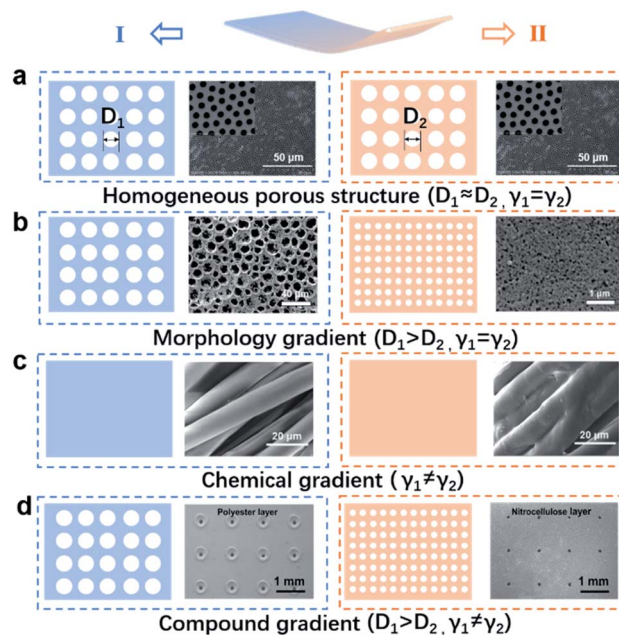 I
II
a
D₁
50 μm
D₂
50 μm
Homogeneous porous structure (D₁≈D₂, γ₁=γ₂)
b
40 μm
1 μm
Morphology gradient (D₁>D₂, γ₁=γ₂)
c
20 μm
20 μm
Chemical gradient (γ₁≠γ₂)
d
Polyester layer
1 mm
Nitrocellulose layer
1 mm
Compound gradient (D₁>D₂, γ₁≠γ₂)